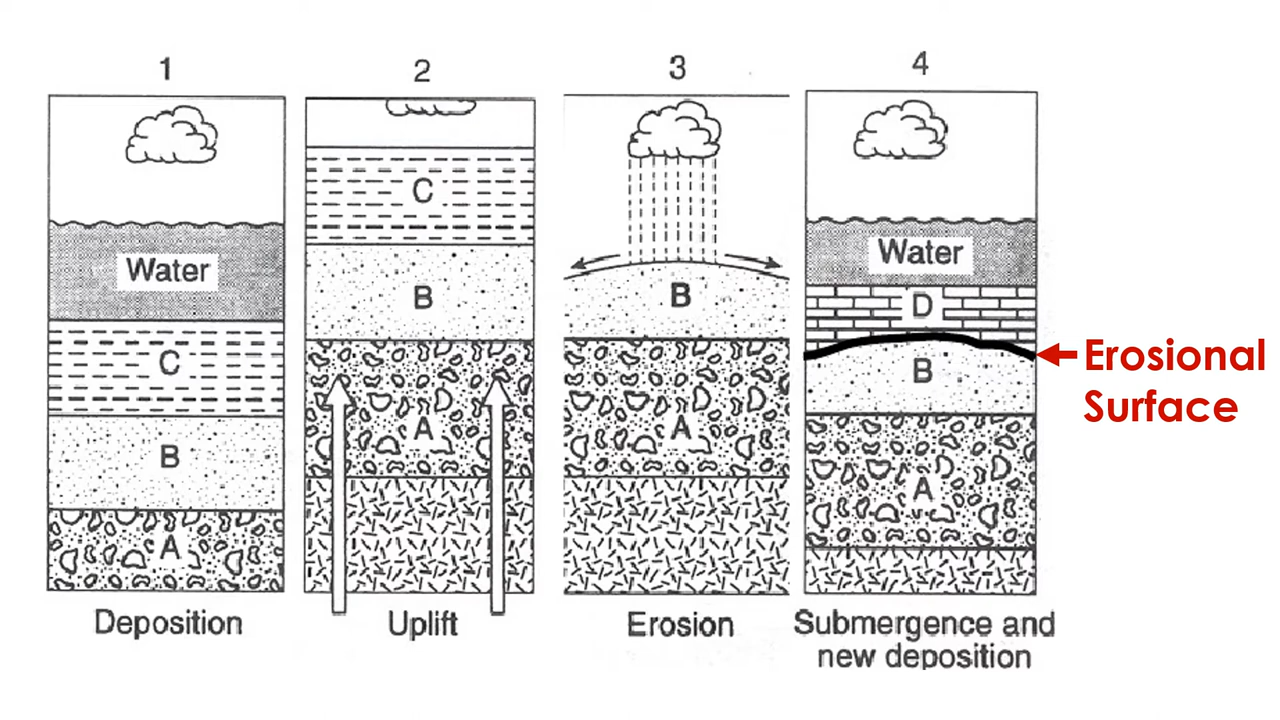 1
2
3
4
C
Water
C
B
B
Water
D
B
C
B
A
A
B
A
A
Erosional
Surface
Deposition
Uplift
Erosion
Submergence and
new deposition